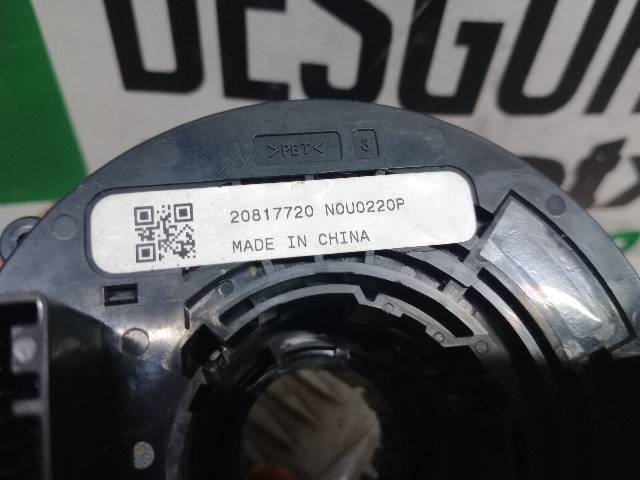 DESGU
>PBT< 3
20817720 N0U0220P
MADE IN CHINA